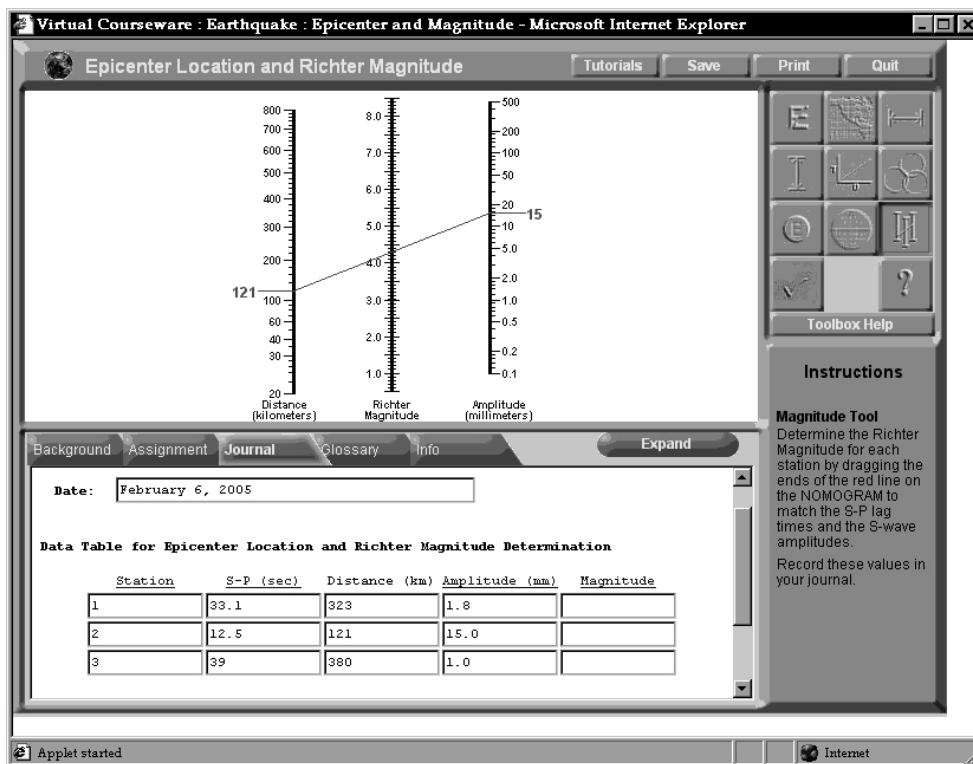 Virtual Courseware : Earthquake : Epicenter and Magnitude - Microsoft Internet Explorer
Epicenter Location and Richter Magnitude
Tutorials Save Print Quit
800
700
600
500
400
300
200
100
60
40
30
20
121
Distance
(kilometers)
8.0
7.0
6.0
5.0
4.0
3.0
2.0
1.0
Richter
Magnitude
500
200
100
50
20
10
5.0
2.0
1.0
0.5
0.2
0.1
15
Amplitude
(millimeters)
E
E
?
Toolbox Help
Instructions
Magnitude Tool
Determine the Richter
Magnitude for each
station by dragging the
ends of the red line on
the NOMOGRAM to
match the S-P lag
times and the S-wave
amplitudes.
Record these values in
your journal.
Background Assignment Journal Glossary Info Expand
Date: February 6, 2005
Data Table for Epicenter Location and Richter Magnitude Determination
Station S-P (sec) Distance (km) Amplitude (mm) Magnitude
1 33.1 323 1.8
2 12.5 121 15.0
3 39 380 1.0
Applet started
Internet